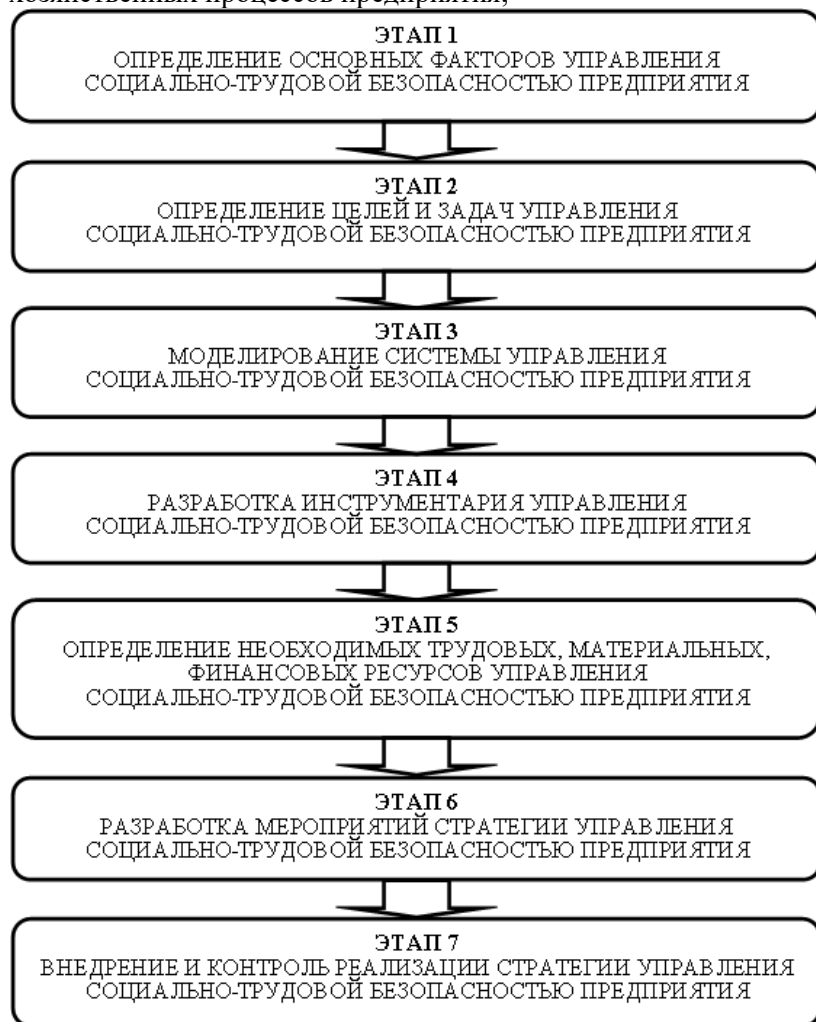 хозяйственных процессов предприятия;
ЭТАП 1
ОПРЕДЕЛЕНИЕ ОСНОВНЫХ ФАКТОРОВ УПРАВЛЕНИЯ
СОЦИАЛЬНО-ТРУДОВОЙ БЕЗОПАСНОСТЬЮ ПРЕДПРИЯТИЯ
ЭТАП 2
ОПРЕДЕЛЕНИЕ ЦЕЛЕЙ И ЗАДАЧ УПРАВЛЕНИЯ
СОЦИАЛЬНО-ТРУДОВОЙ БЕЗОПАСНОСТЬЮ ПРЕДПРИЯТИЯ
ЭТАП 3
МОДЕЛИРОВАНИЕ СИСТЕМЫ УПРАВЛЕНИЯ
СОЦИАЛЬНО-ТРУДОВОЙ БЕЗОПАСНОСТЬЮ ПРЕДПРИЯТИЯ
ЭТАП 4
РАЗРАБОТКА ИНСТРУМЕНТАРИЯ УПРАВЛЕНИЯ
СОЦИАЛЬНО-ТРУДОВОЙ БЕЗОПАСНОСТЬЮ ПРЕДПРИЯТИЯ
ЭТАП 5
ОПРЕДЕЛЕНИЕ НЕОБХОДИМЫХ ТРУДОВЫХ, МАТЕРИАЛЬНЫХ,
ФИНАНСОВЫХ РЕСУРСОВ УПРАВЛЕНИЯ
СОЦИАЛЬНО-ТРУДОВОЙ БЕЗОПАСНОСТЬЮ ПРЕДПРИЯТИЯ
ЭТАП 6
РАЗРАБОТКА МЕРОПРИЯТИЙ СТРАТЕГИИ УПРАВЛЕНИЯ
СОЦИАЛЬНО-ТРУДОВОЙ БЕЗОПАСНОСТЬЮ ПРЕДПРИЯТИЯ
ЭТАП 7
ВНЕДРЕНИЕ И КОНТРОЛЬ РЕАЛИЗАЦИИ СТРАТЕГИИ УПРАВЛЕНИЯ
СОЦИАЛЬНО-ТРУДОВОЙ БЕЗОПАСНОСТЬЮ ПРЕДПРИЯТИЯ